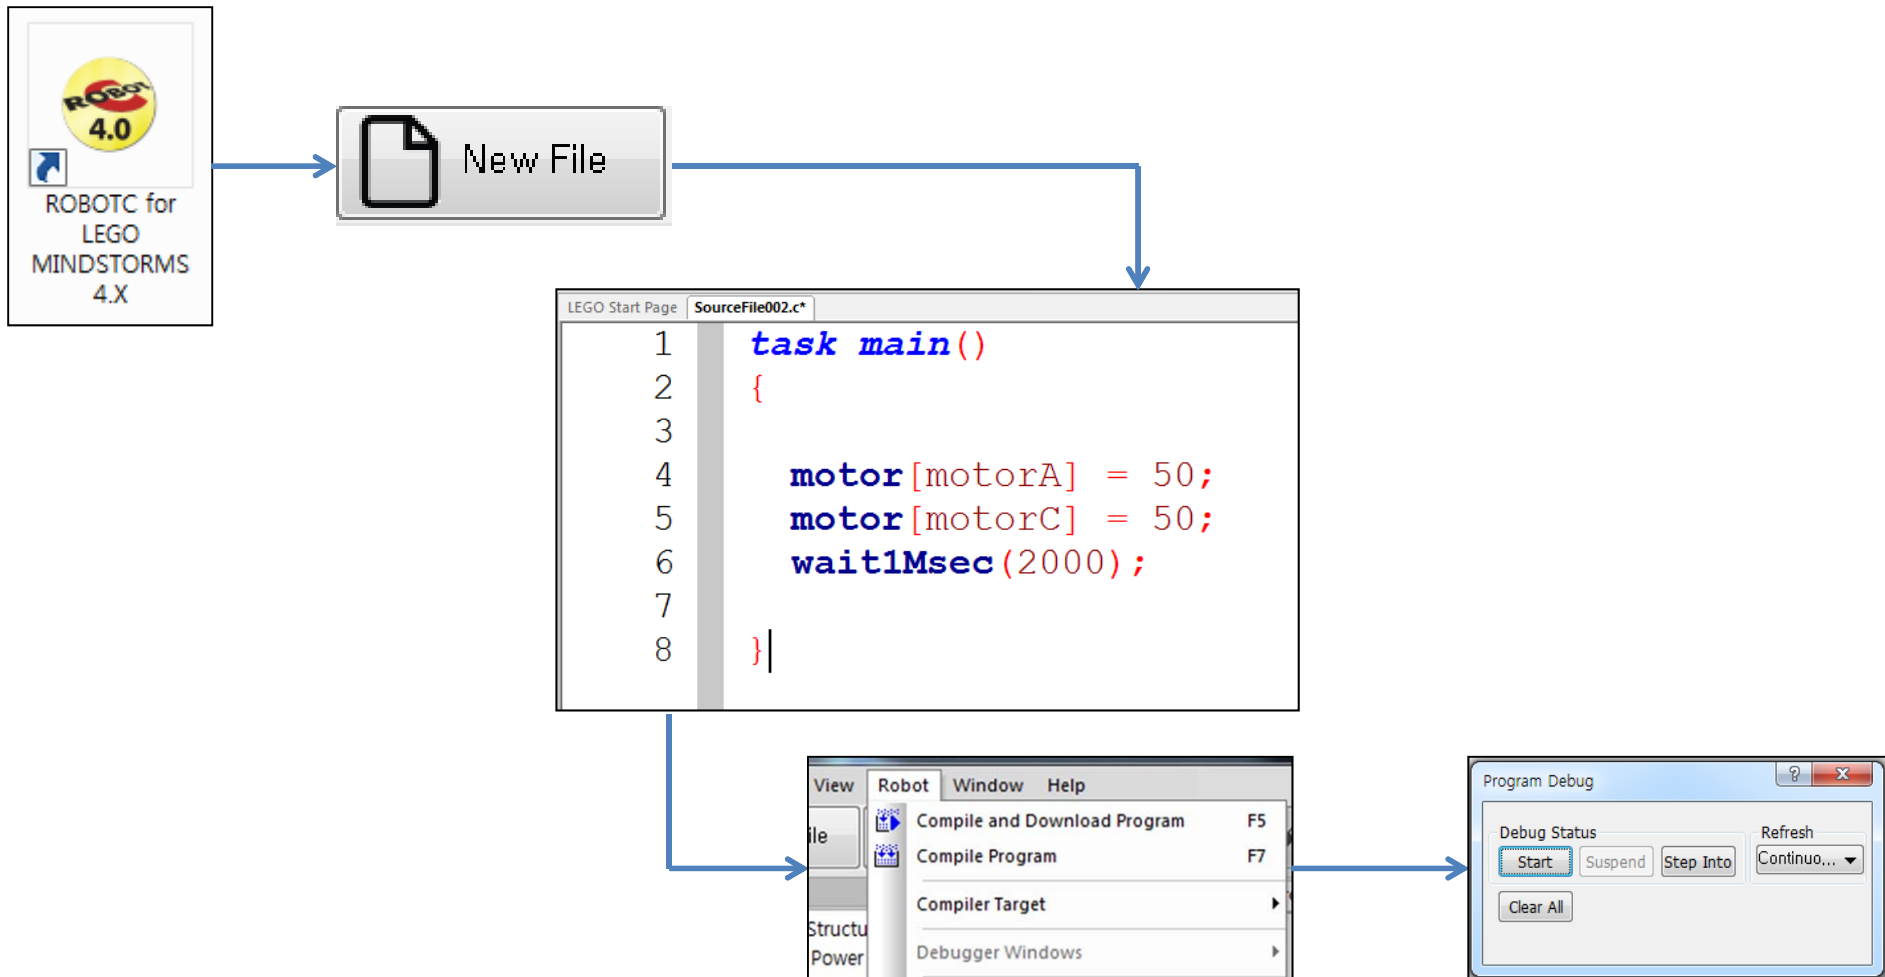 ROBOT
4.0
ROBOTC for
LEGO
MINDSTORMS
4.X
New File
LEGO Start Page SourceFile002.c*
1 task main()
2 {
3
4 motor[motorA] = 50;
5 motor[motorC] = 50;
6 wait1Msec(2000);
7
8 }
View Robot Window Help
ile
Compile and Download Program F5
Compile Program F7
Compiler Target
Structu
Debugger Windows
Power
Program Debug
Debug Status
Refresh
Start Suspend Step Into Continuo...
Clear All